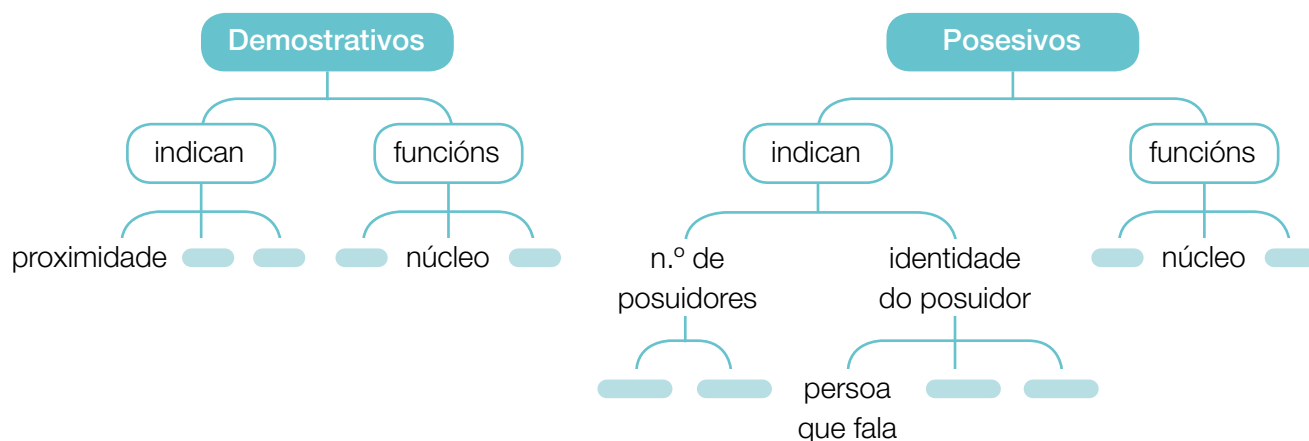 Demostrativos
indican
funcións
proximidade
núcleo
Posesivos
indican
funcións
n.º de
posuidores
identidade
do posuidor
núcleo
persoa
que fala